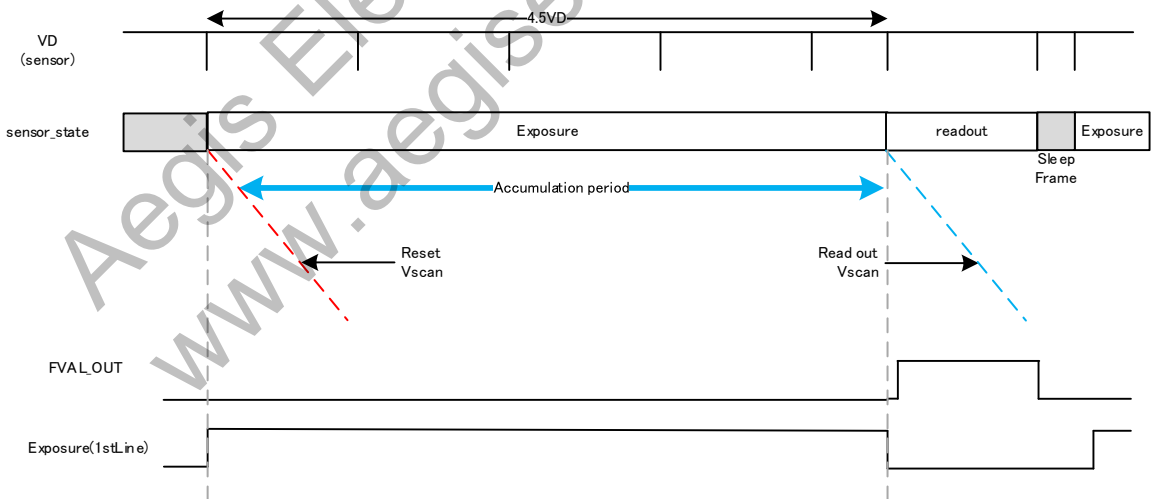 4.5VD
VD
(sensor)
sensor_state
Exposure
readout
Exposure
Sleep
Frame
Accumulation period
Reset
Vscan
Read out
Vscan
FVAL_OUT
Exposure(1stLine)
Aegis Ele
www.aegise